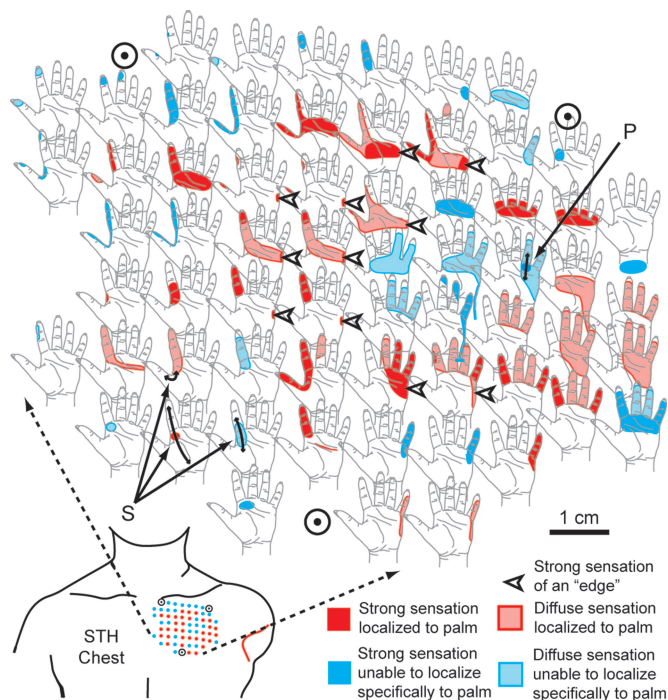 P
S
1 cm
STH
Chest
Strong sensation
of an “edge”
Strong sensation
localized to palm
Diffuse sensation
localized to palm
Strong sensation
unable to localize
specifically to palm
Diffuse sensation
unable to localize
specifically to palm